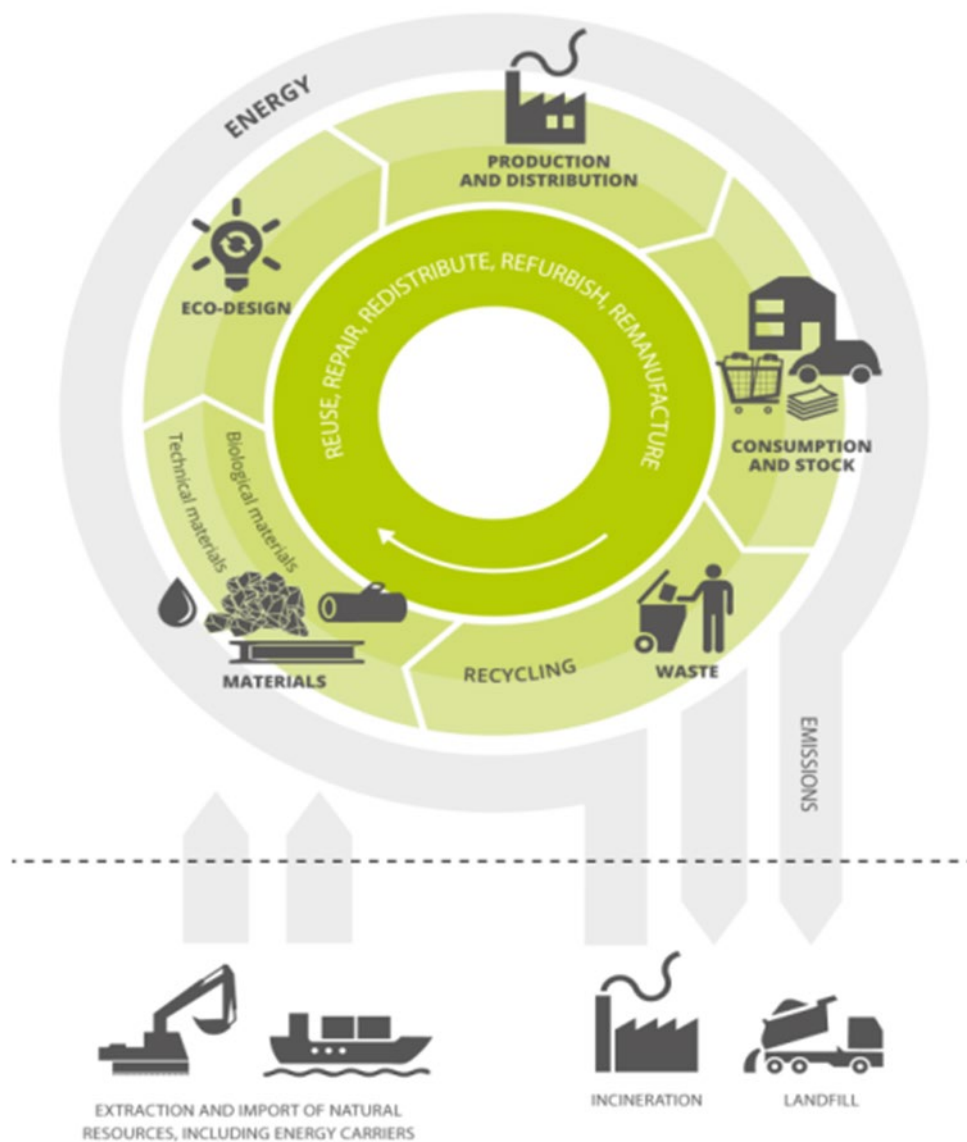 ENERGY
PRODUCTION
AND DISTRIBUTION
ECO-DESIGN
REUSE, REPAIR, REDISTRIBUTE, REFURBISH, REMANUFACTURE
CONSUMPTION
AND STOCK
Technical materials
Biological materials
MATERIALS
RECYCLING
WASTE
EMISSIONS
EXTRACTION AND IMPORT OF NATURAL
RESOURCES, INCLUDING ENERGY CARRIERS
INCINERATION
LANDFILL